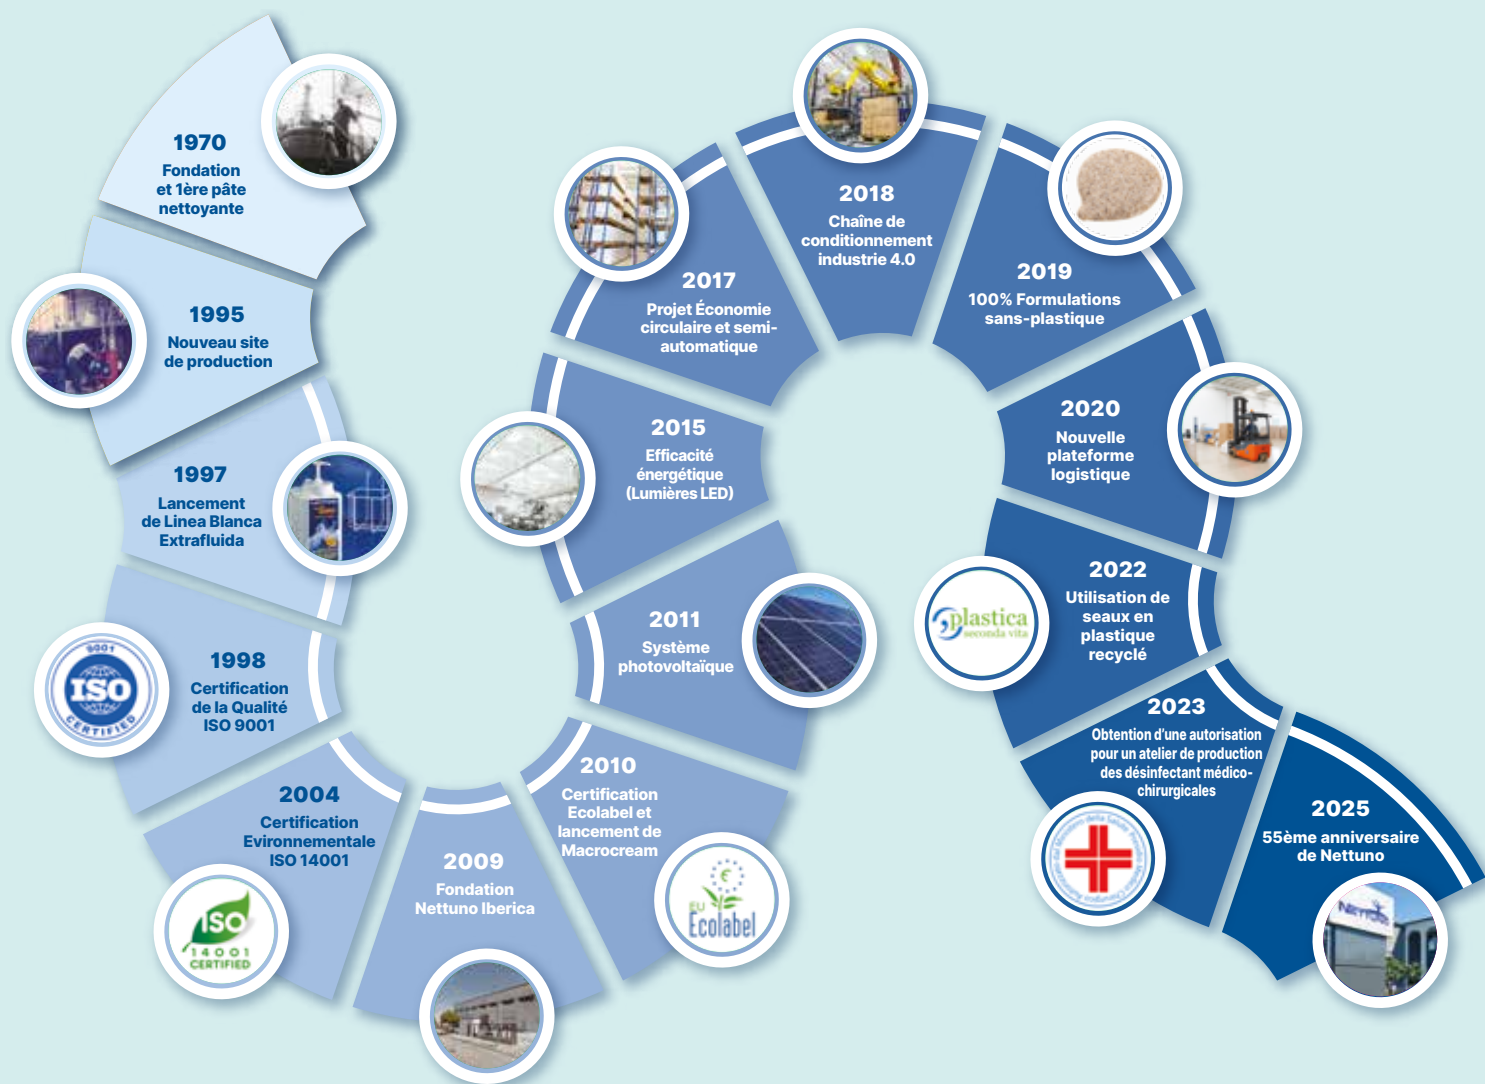 1970
Fondation
et 1ère pâte
nettoyante
1995
Nouveau site
de production
1997
Lancement
de Linea Blanca
Extrafluida
9001
ISO
CERTIFIED
1998
Certification
de la Qualité
ISO 9001
2004
Certification
Evironnementale
ISO 14001
ISO
14001
CERTIFIED
2009
Fondation
Nettuno Iberica
2010
Certification
Ecolabel et
lancement de
Macrocream
EU
Ecolabel
2011
Système
photovoltaïque
2015
Efficacité
énergétique
(Lumières LED)
2017
Projet Économie
circulaire et semi-
automatique
2018
Chaîne de
conditionnement
industrie 4.0
2019
100% Formulations
sans-plastique
2020
Nouvelle
plateforme
logistique
2022
Utilisation de
seaux en
plastique
recyclé
plastica
seconda vita
2023
Obtention d'une autorisation
pour un atelier de production
des désinfectant médico-
chirurgicales
2025
55ème anniversaire
de Nettuno
NETTUNO